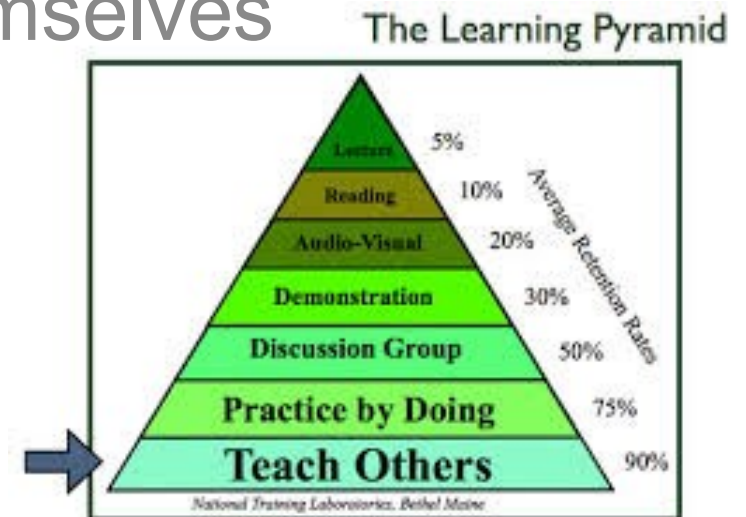 mselves
The Learning Pyramid
Lecture 5%
Reading 10%
Audio-Visual 20%
Demonstration 30%
Discussion Group 50%
Practice by Doing 75%
Teach Others 90%
Average Retention Rates
National Training Laboratories, Bethel Maine